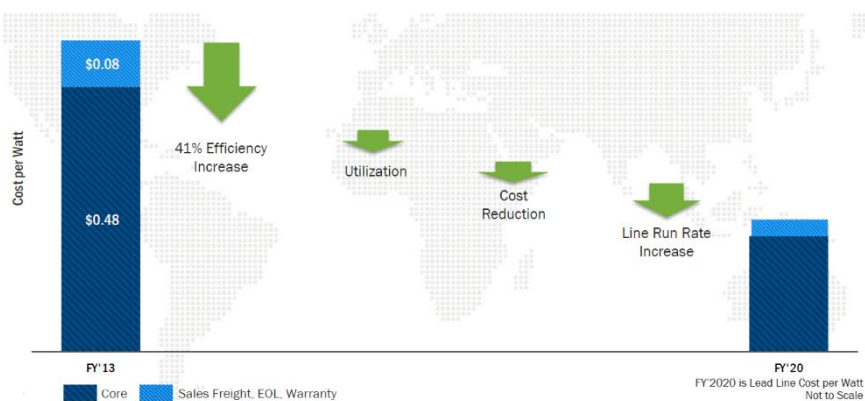 $0.08
$0.48
Cost per Watt
41% Efficiency
Increase
Utilization
Cost
Reduction
Line Run Rate
Increase
FY'13
FY'20
Core
Sales Freight, EOL, Warranty
FY'2020 is Lead Line Cost per Watt
Not to Scale